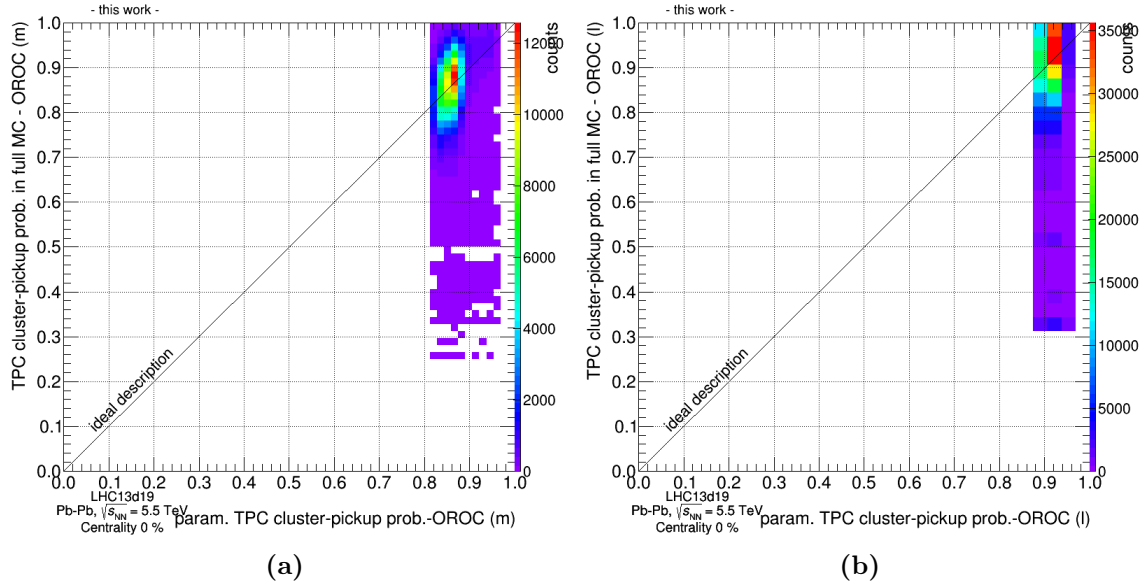 - this work -
TPC cluster-pickup prob. in full MC - OROC (m)
1.0
0.9
0.8
0.7
0.6
0.5
0.4
0.3
0.2
0.1
0.0
0.0 0.1 0.2 0.3 0.4 0.5 0.6 0.7 0.8 0.9 1.0
ideal description
counts
12000
10000
8000
6000
4000
2000
0
LHC13d19
Pb-Pb, √sNN = 5.5 TeV
Centrality 0 %
param. TPC cluster-pickup prob.-OROC (m)
(a)
- this work -
TPC cluster-pickup prob. in full MC - OROC (l)
1.0
0.9
0.8
0.7
0.6
0.5
0.4
0.3
0.2
0.1
0.0
0.0 0.1 0.2 0.3 0.4 0.5 0.6 0.7 0.8 0.9 1.0
ideal description
counts
35000
30000
25000
20000
15000
10000
5000
0
LHC13d19
Pb-Pb, √sNN = 5.5 TeV
Centrality 0 %
param. TPC cluster-pickup prob.-OROC (l)
(b)